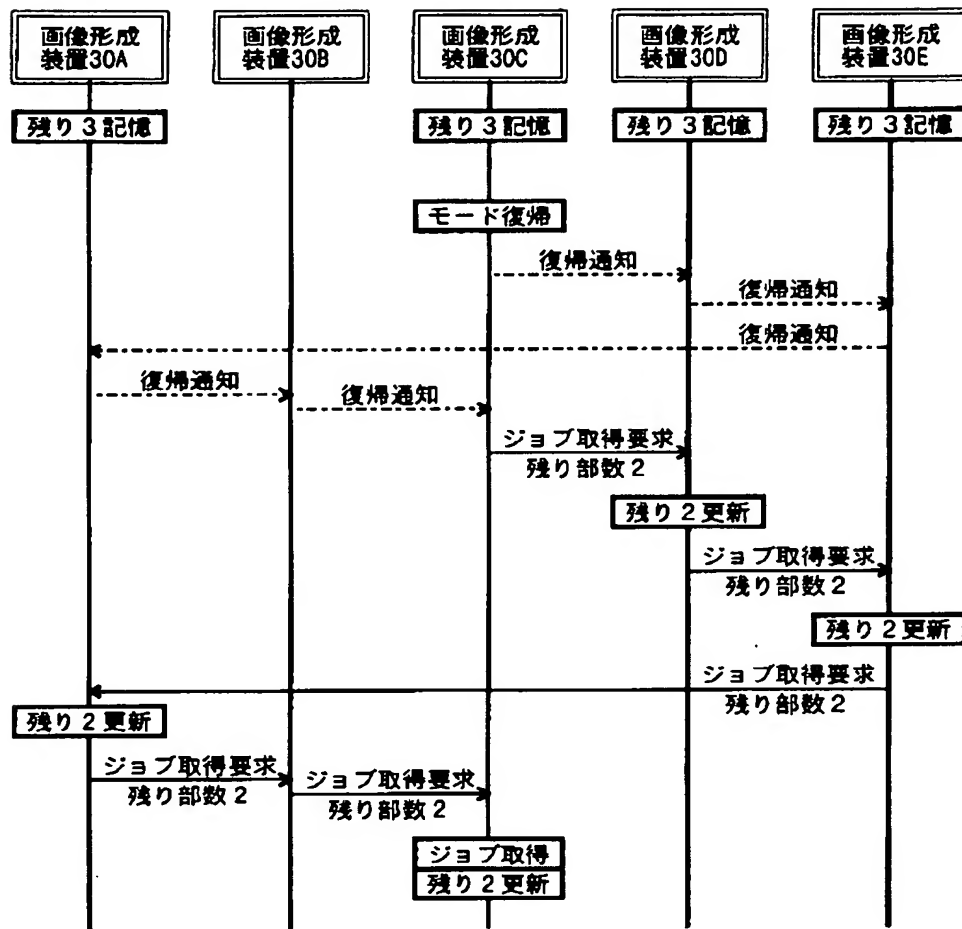 画像形成
装置30A
画像形成
装置30B
画像形成
装置30C
画像形成
装置30D
画像形成
装置30E
残り3記憶
残り3記憶
残り3記憶
残り3記憶
モード復帰
復帰通知
復帰通知
復帰通知
復帰通知
復帰通知
ジョブ取得要求
残り部数2
残り2更新
ジョブ取得要求
残り部数2
残り2更新
ジョブ取得要求
残り部数2
残り2更新
ジョブ取得要求
残り部数2
ジョブ取得要求
残り部数2
ジョブ取得
残り2更新